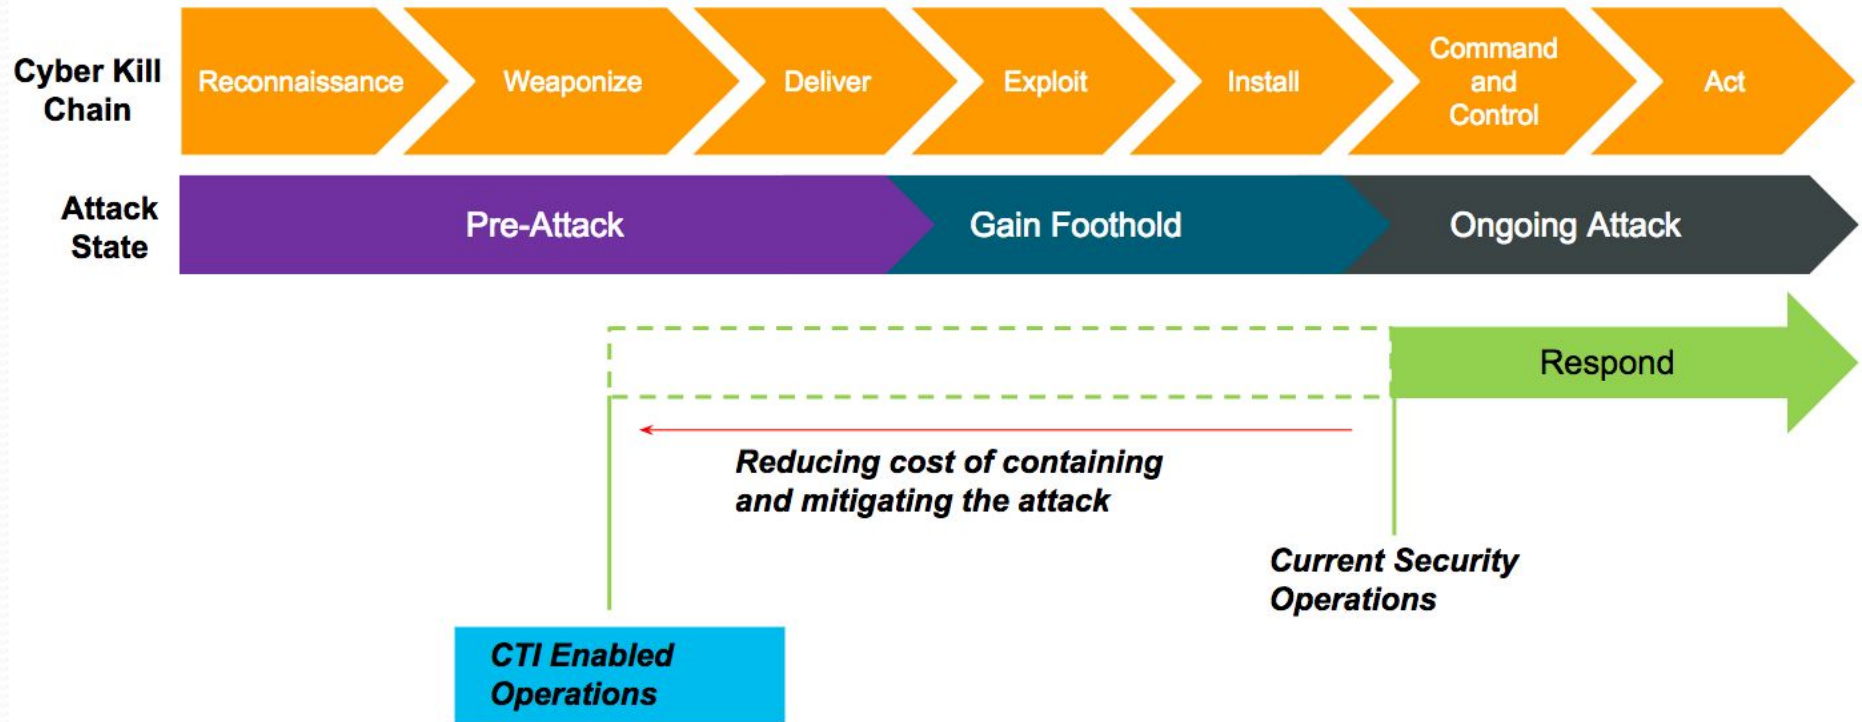 Cyber Kill
Chain
Reconnaissance
Weaponize
Deliver
Exploit
Install
Command
and
Control
Act
Attack
State
Pre-Attack
Gain Foothold
Ongoing Attack
Respond
Reducing cost of containing
and mitigating the attack
Current Security
Operations
CTI Enabled
Operations